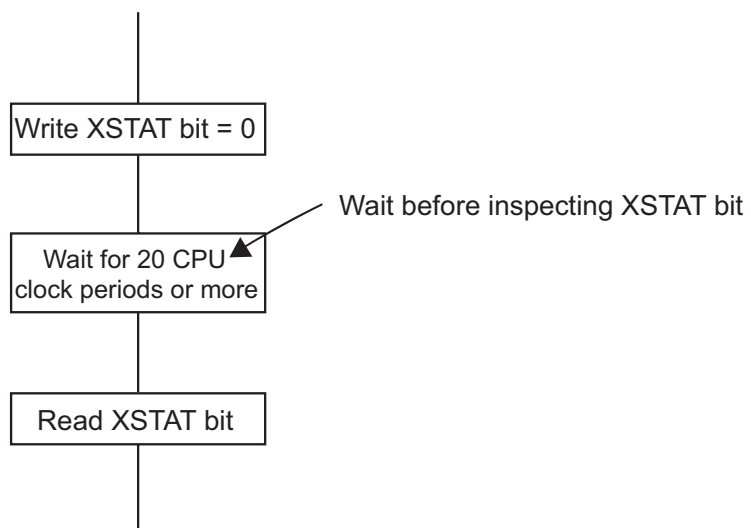 Write XSTAT bit = 0
Wait before inspecting XSTAT bit
Wait for 20 CPU
clock periods or more
Read XSTAT bit